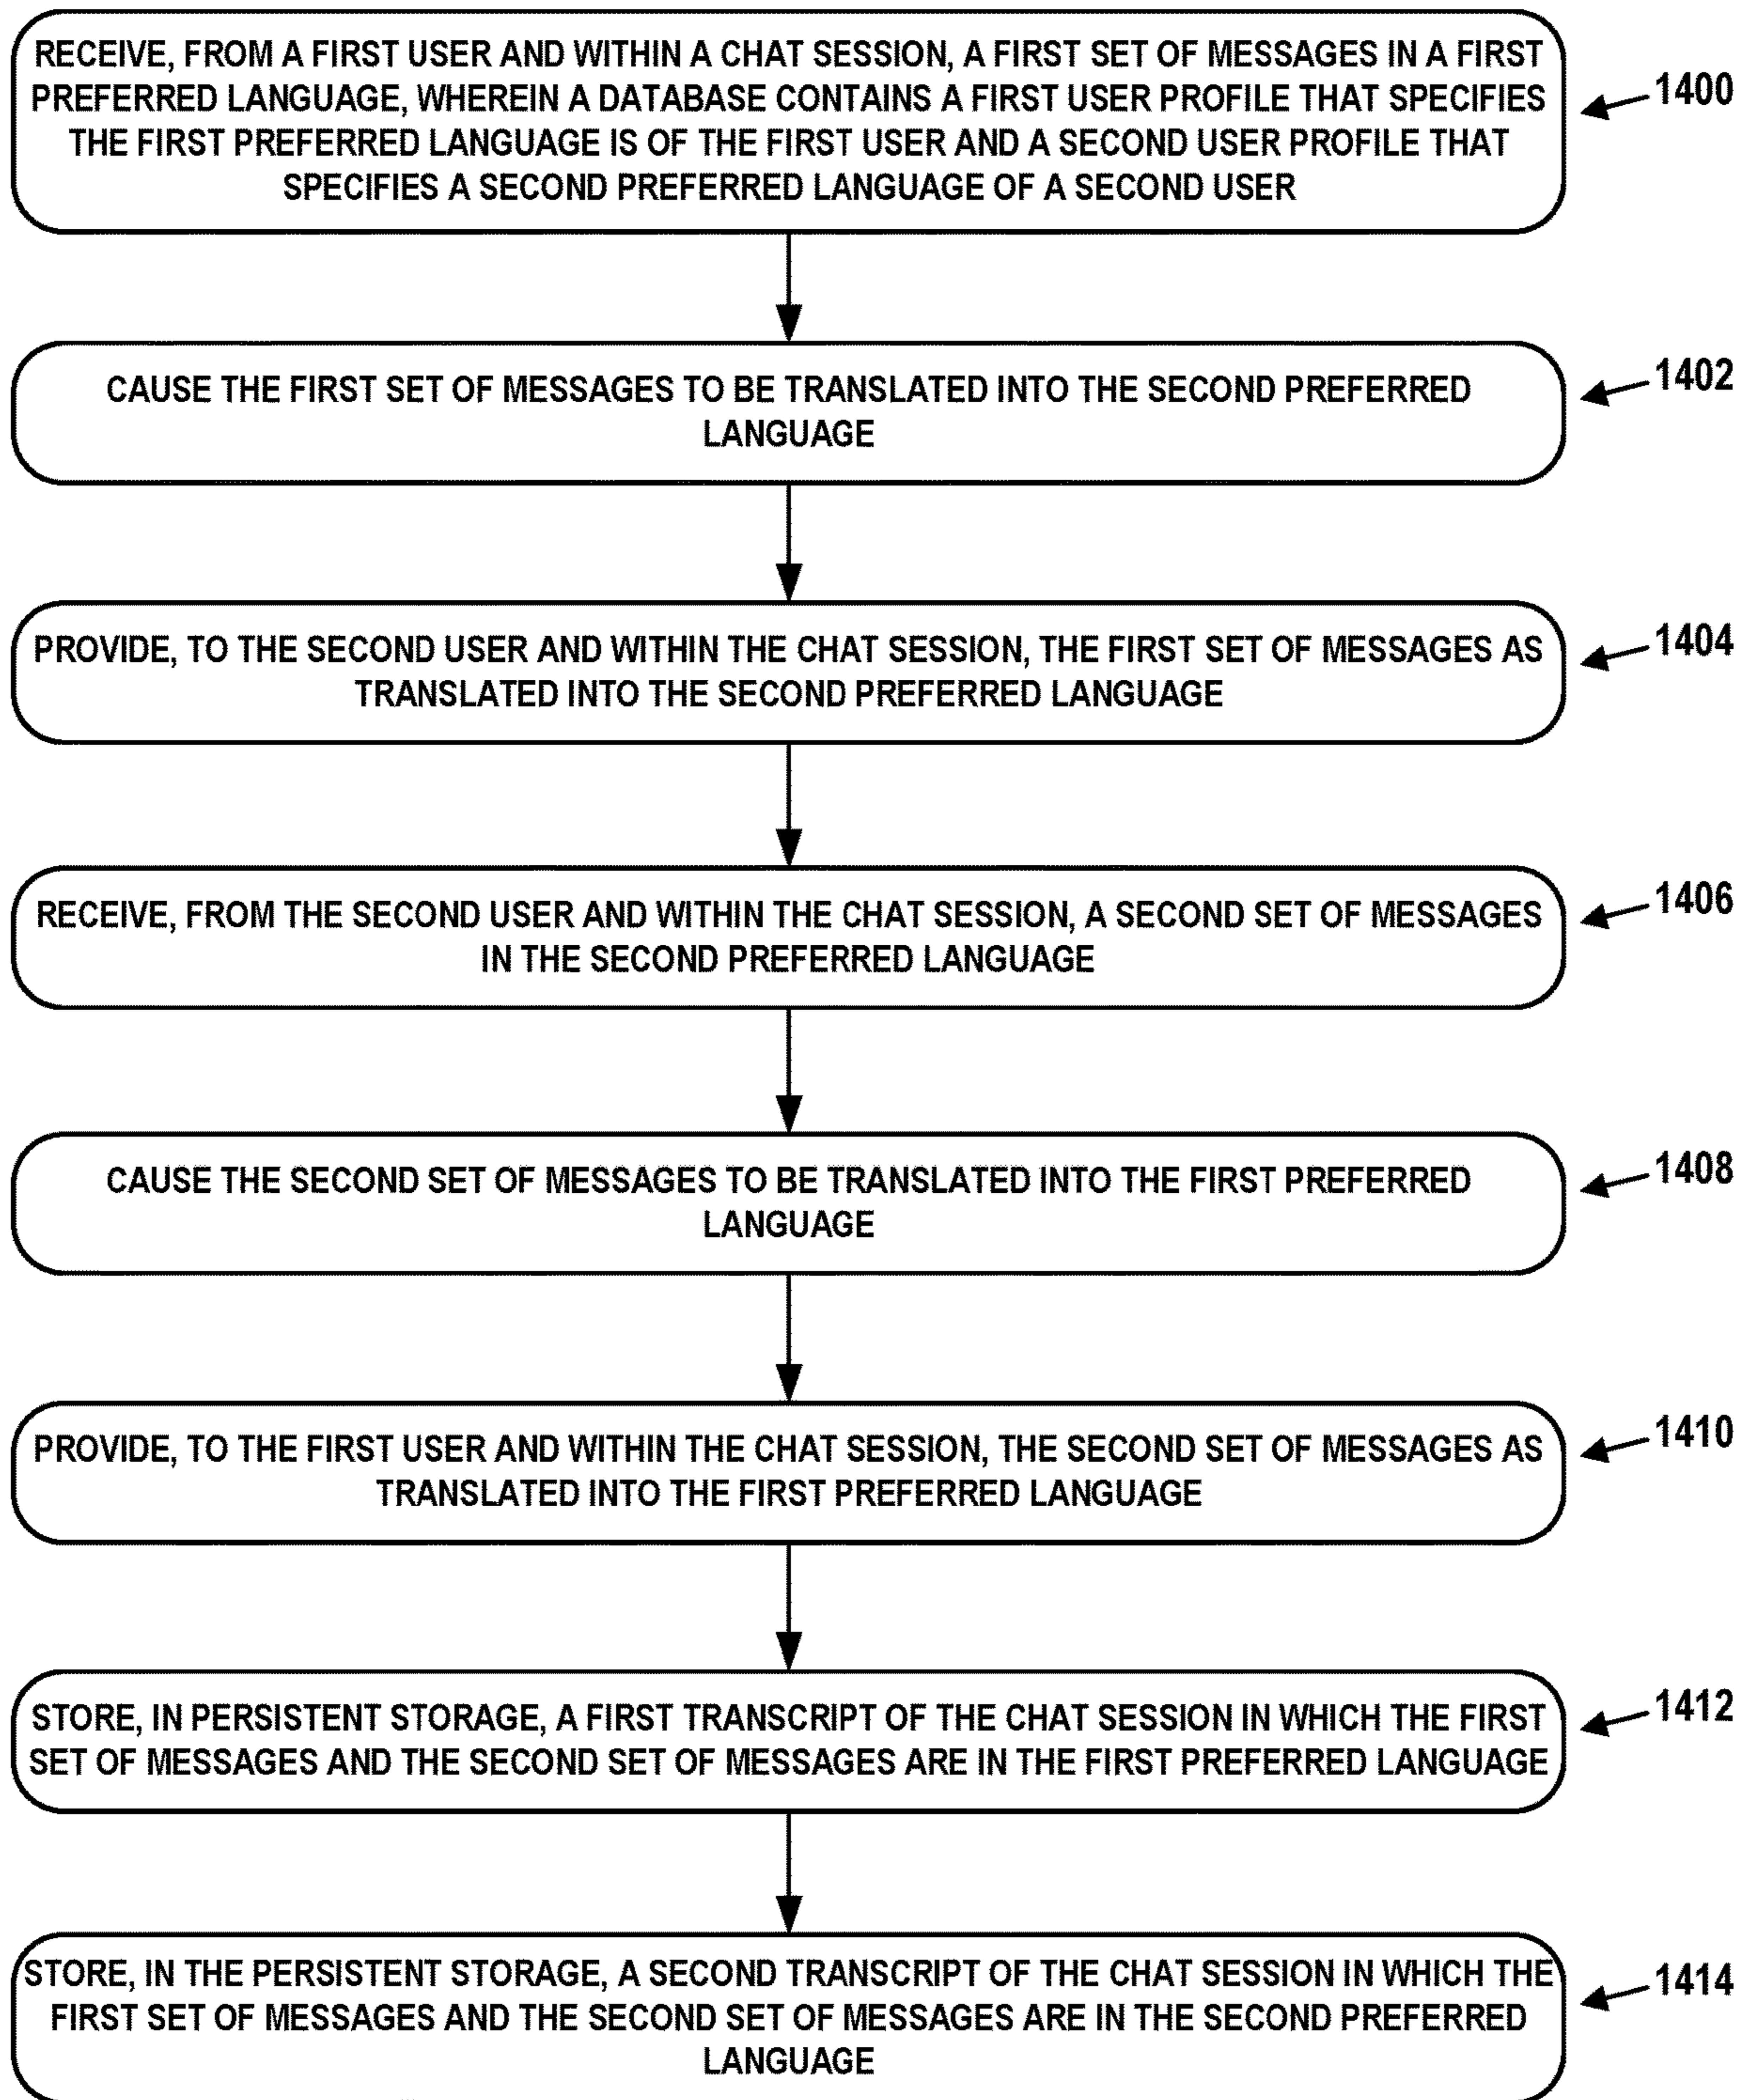 RECEIVE, FROM A FIRST USER AND WITHIN A CHAT SESSION, A FIRST SET OF MESSAGES IN A FIRST
PREFERRED LANGUAGE, WHEREIN A DATABASE CONTAINS A FIRST USER PROFILE THAT SPECIFIES
THE FIRST PREFERRED LANGUAGE IS OF THE FIRST USER AND A SECOND USER PROFILE THAT
SPECIFIES A SECOND PREFERRED LANGUAGE OF A SECOND USER
1400
CAUSE THE FIRST SET OF MESSAGES TO BE TRANSLATED INTO THE SECOND PREFERRED
LANGUAGE
1402
PROVIDE, TO THE SECOND USER AND WITHIN THE CHAT SESSION, THE FIRST SET OF MESSAGES AS
TRANSLATED INTO THE SECOND PREFERRED LANGUAGE
1404
RECEIVE, FROM THE SECOND USER AND WITHIN THE CHAT SESSION, A SECOND SET OF MESSAGES
IN THE SECOND PREFERRED LANGUAGE
1406
CAUSE THE SECOND SET OF MESSAGES TO BE TRANSLATED INTO THE FIRST PREFERRED
LANGUAGE
1408
PROVIDE, TO THE FIRST USER AND WITHIN THE CHAT SESSION, THE SECOND SET OF MESSAGES AS
TRANSLATED INTO THE FIRST PREFERRED LANGUAGE
1410
STORE, IN PERSISTENT STORAGE, A FIRST TRANSCRIPT OF THE CHAT SESSION IN WHICH THE FIRST
SET OF MESSAGES AND THE SECOND SET OF MESSAGES ARE IN THE FIRST PREFERRED LANGUAGE
1412
STORE, IN THE PERSISTENT STORAGE, A SECOND TRANSCRIPT OF THE CHAT SESSION IN WHICH THE
FIRST SET OF MESSAGES AND THE SECOND SET OF MESSAGES ARE IN THE SECOND PREFERRED
LANGUAGE
1414